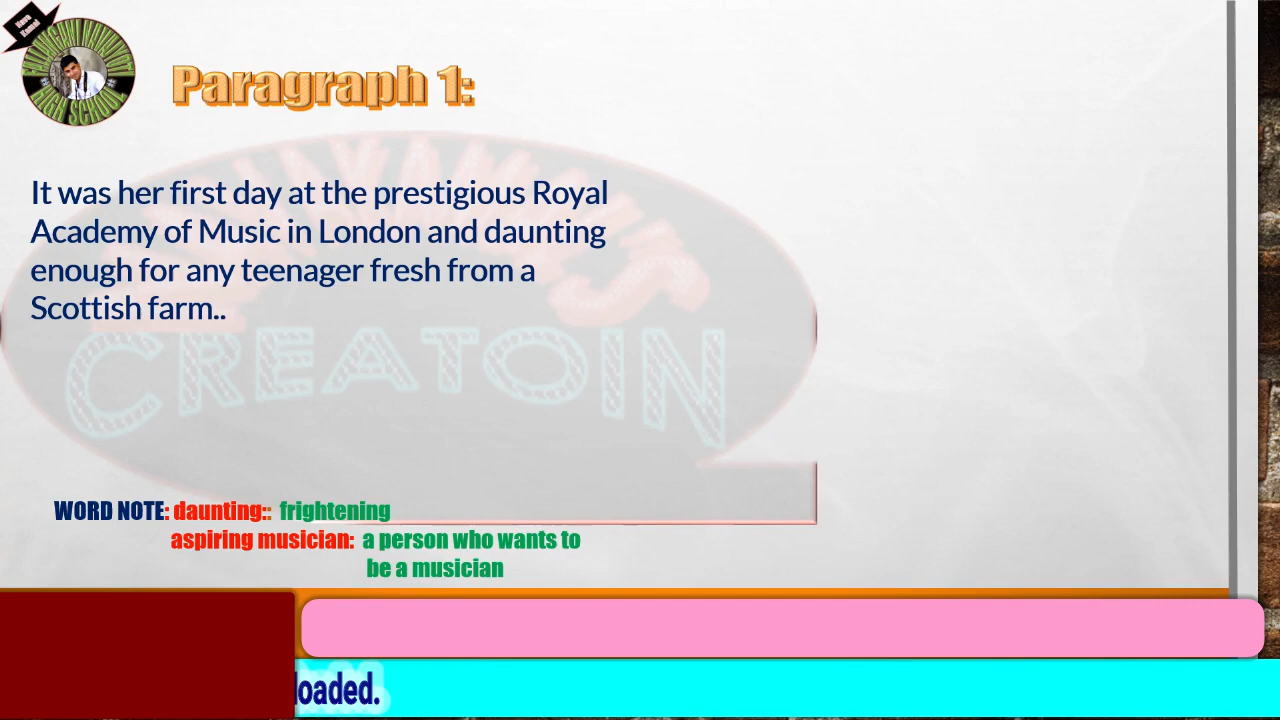 Paragraph 1:
It was her first day at the prestigious Royal
Academy of Music in London and daunting
enough for any teenager fresh from a
Scottish farm..
CREATOIN
WORD NOTE: daunting:: frightening
aspiring musician: a person who wants to
be a musician
loaded.